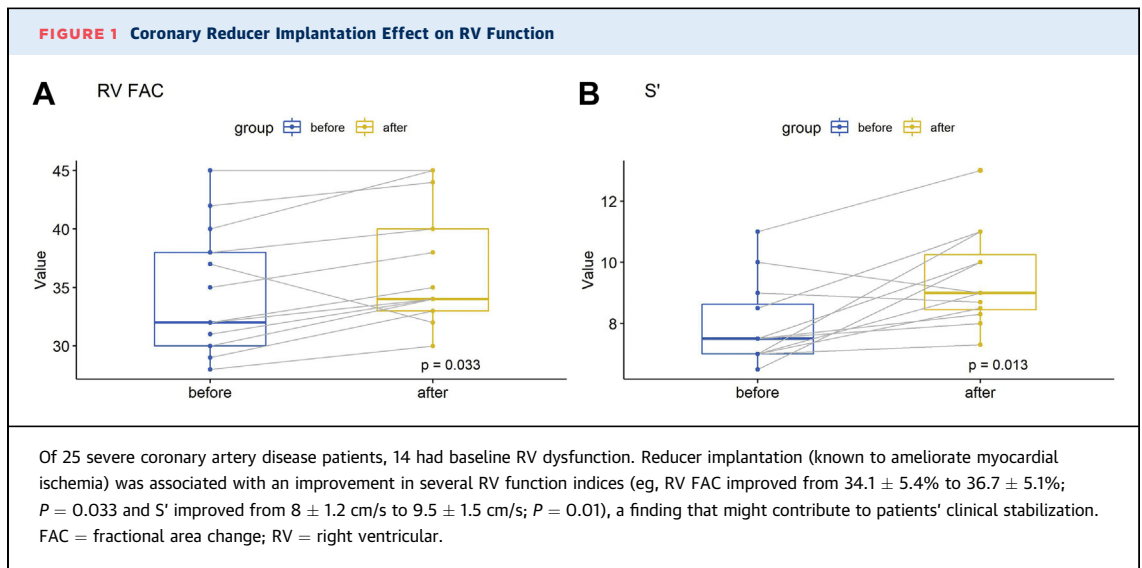 FIGURE 1 Coronary Reducer Implantation Effect on RV Function
A RV FAC
group before after
45
40
35
30
Value
p = 0.033
before after
B S'
group before after
12
10
8
Value
p = 0.013
before after
Of 25 severe coronary artery disease patients, 14 had baseline RV dysfunction. Reducer implantation (known to ameliorate myocardial
ischemia) was associated with an improvement in several RV function indices (eg, RV FAC improved from 34.1 ± 5.4% to 36.7 ± 5.1%;
P = 0.033 and S’ improved from 8 ± 1.2 cm/s to 9.5 ± 1.5 cm/s; P = 0.01), a finding that might contribute to patients’ clinical stabilization.
FAC = fractional area change; RV = right ventricular.